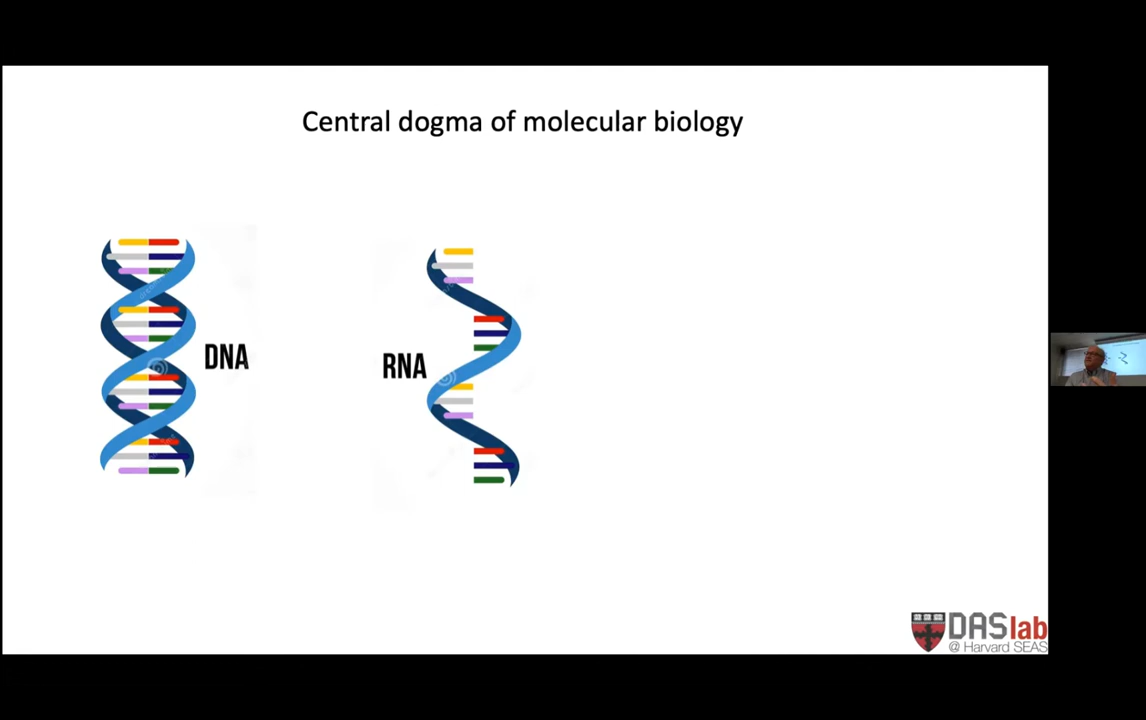 Central dogma of molecular biology
DNA
RNA
DASlab
@ Harvard SEAS